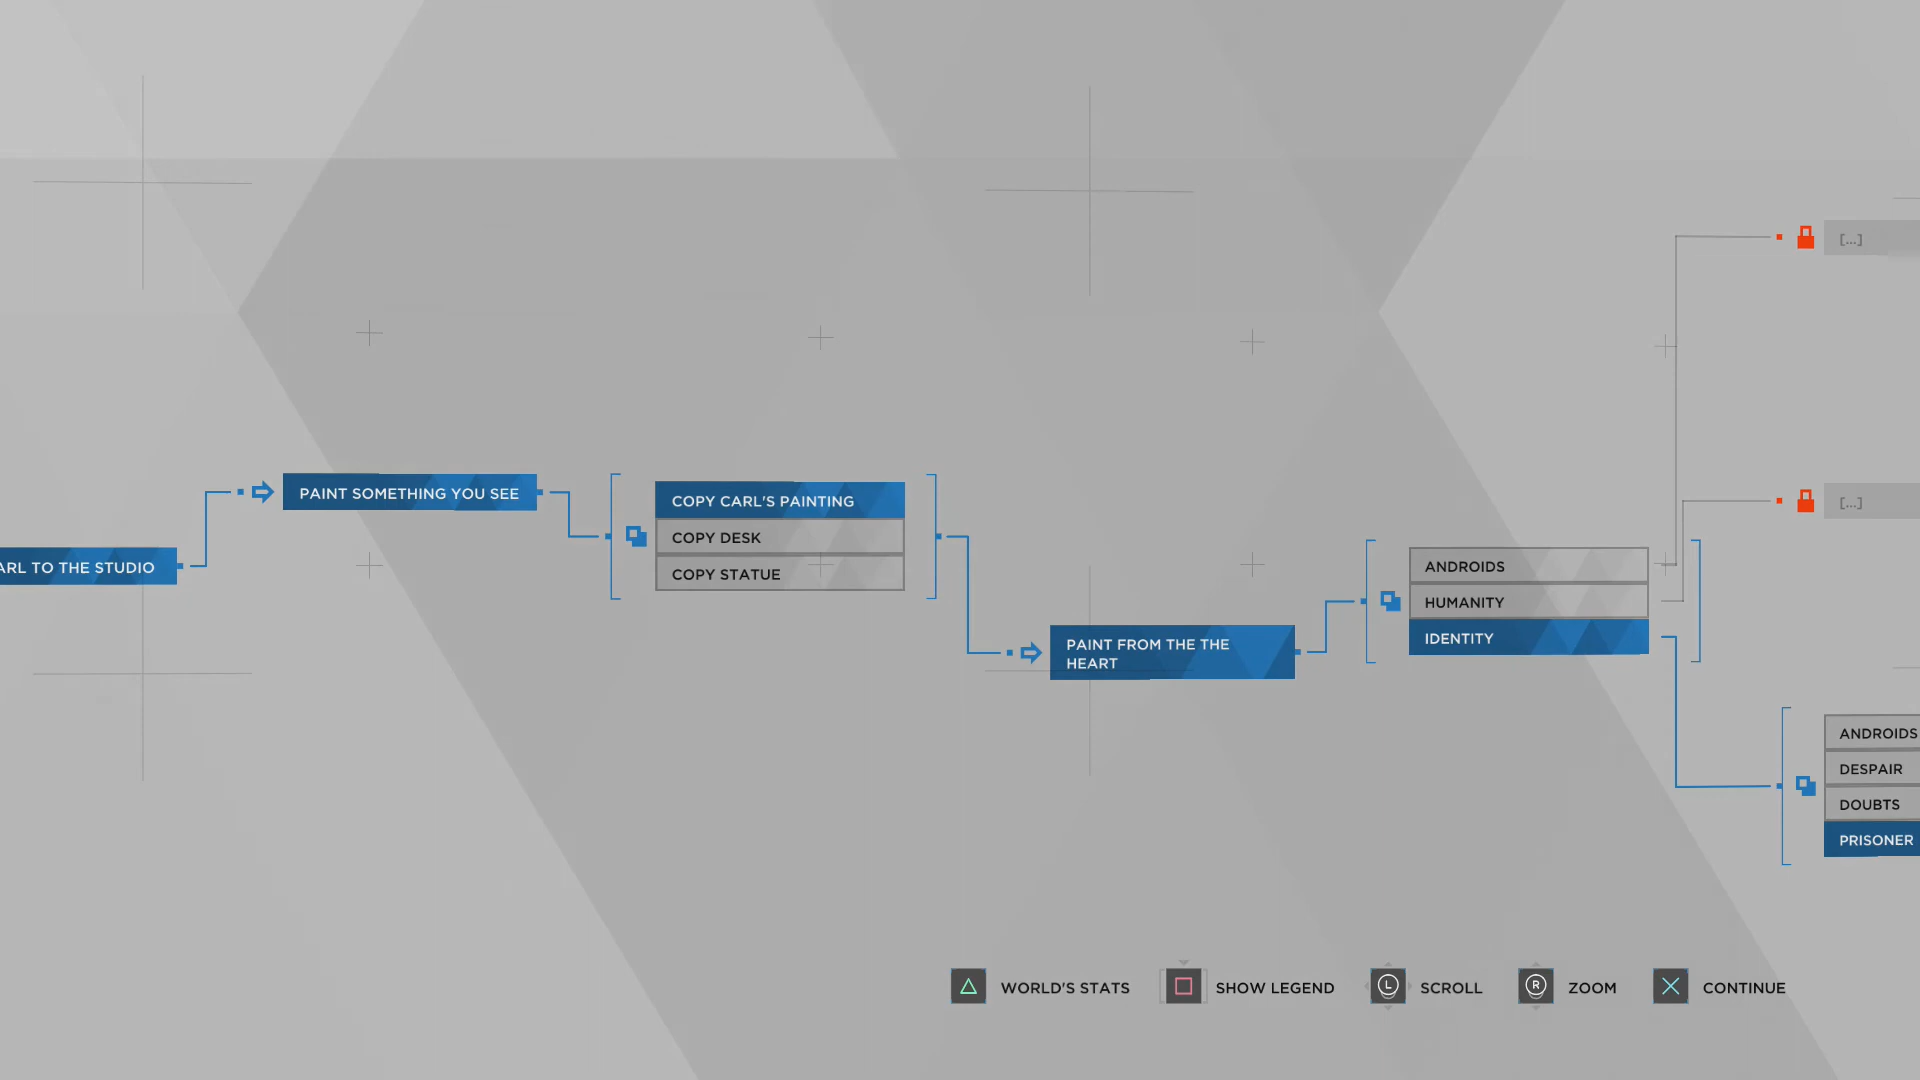 ARL TO THE STUDIO
PAINT SOMETHING YOU SEE
COPY CARL'S PAINTING
COPY DESK
COPY STATUE
PAINT FROM THE THE
HEART
ANDROIDS
HUMANITY
IDENTITY
[...]
[...]
ANDROIDS
DESPAIR
DOUBTS
PRISONER
WORLD'S STATS
SHOW LEGEND
L
SCROLL
R
ZOOM
CONTINUE